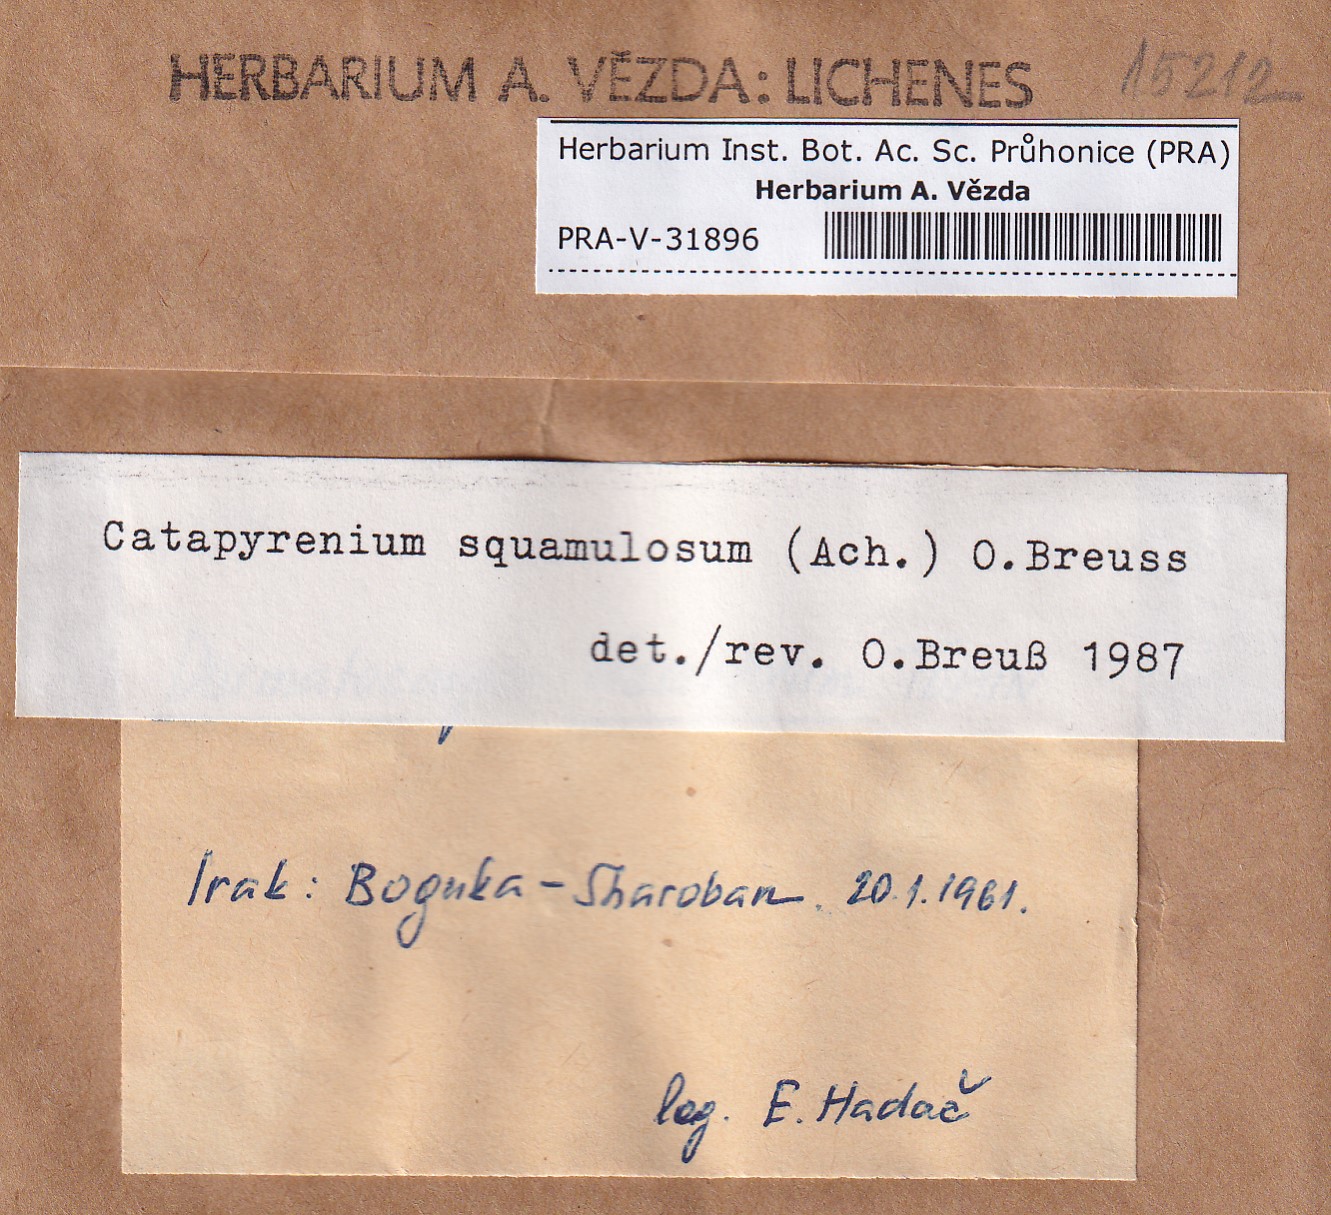 HERBARIUM A. VĚZDA: LICHENES 15212
Herbarium Inst. Bot. Ac. Sc. Průhonice (PRA)
Herbarium A. Vězda
PRA-V-31896
Catapyrenium squamulosum (Ach.) O.Breuss
det./rev. O.Breuß 1987
Irak: Boguka - Sharoban. 20.1.1961.
leg. E. Hadač